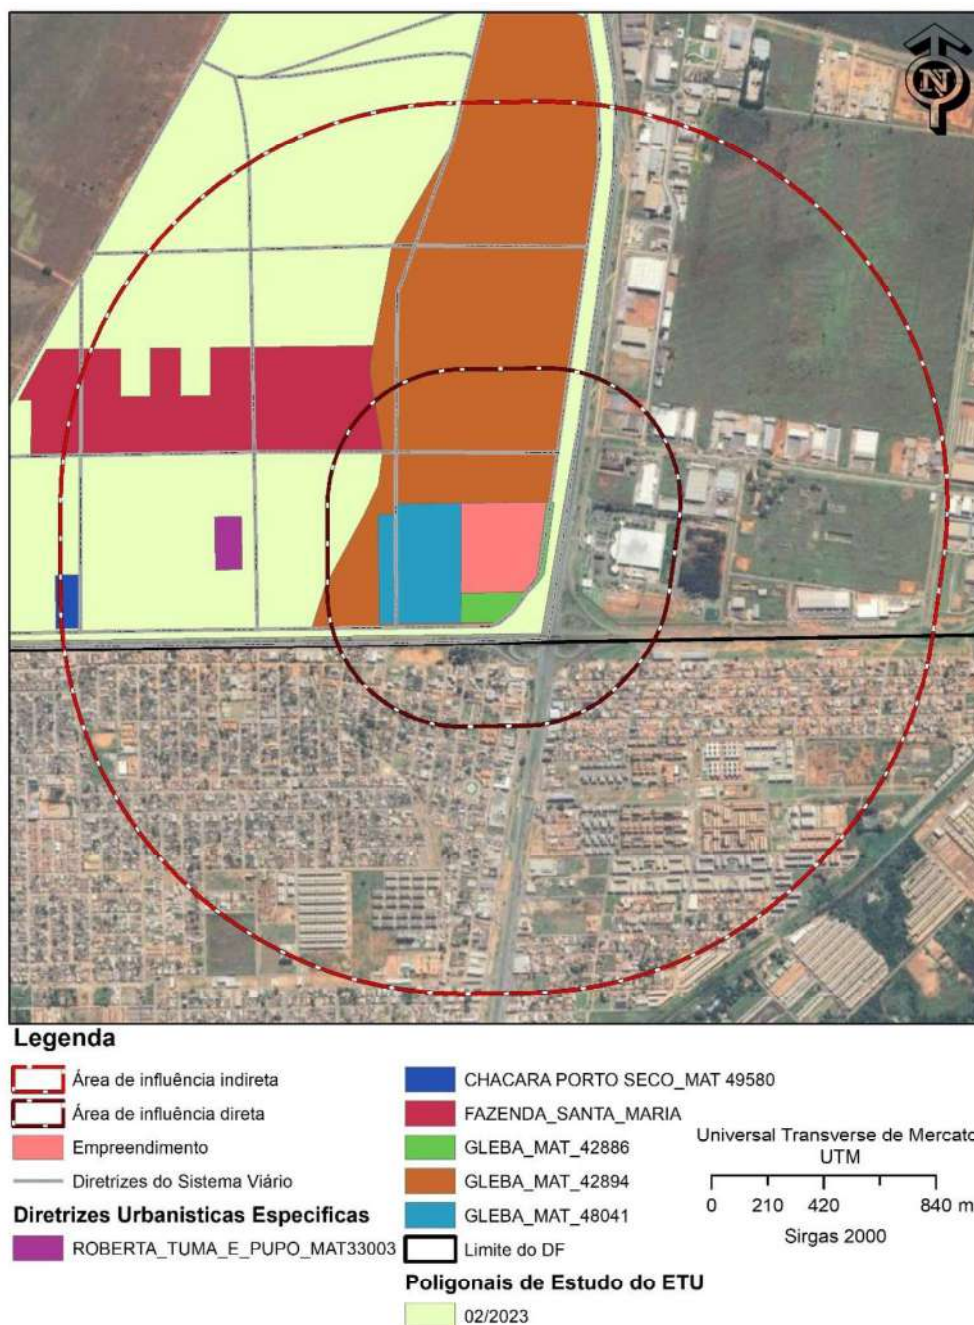 N
Legenda
Área de influência indireta
Área de influência direta
Empreendimento
Diretrizes do Sistema Viário
Diretrizes Urbanisticas Especificas
ROBERTA_TUMA_E_PUPO_MAT33003
CHACARA PORTO SECO_MAT 49580
FAZENDA_SANTA_MARIA
GLEBA_MAT_42886
GLEBA_MAT_42894
GLEBA_MAT_48041
Limite do DF
Poligonais de Estudo do ETU
02/2023
Universal Transverse de Mercato
UTM
0 210 420 840 m
Sirgas 2000